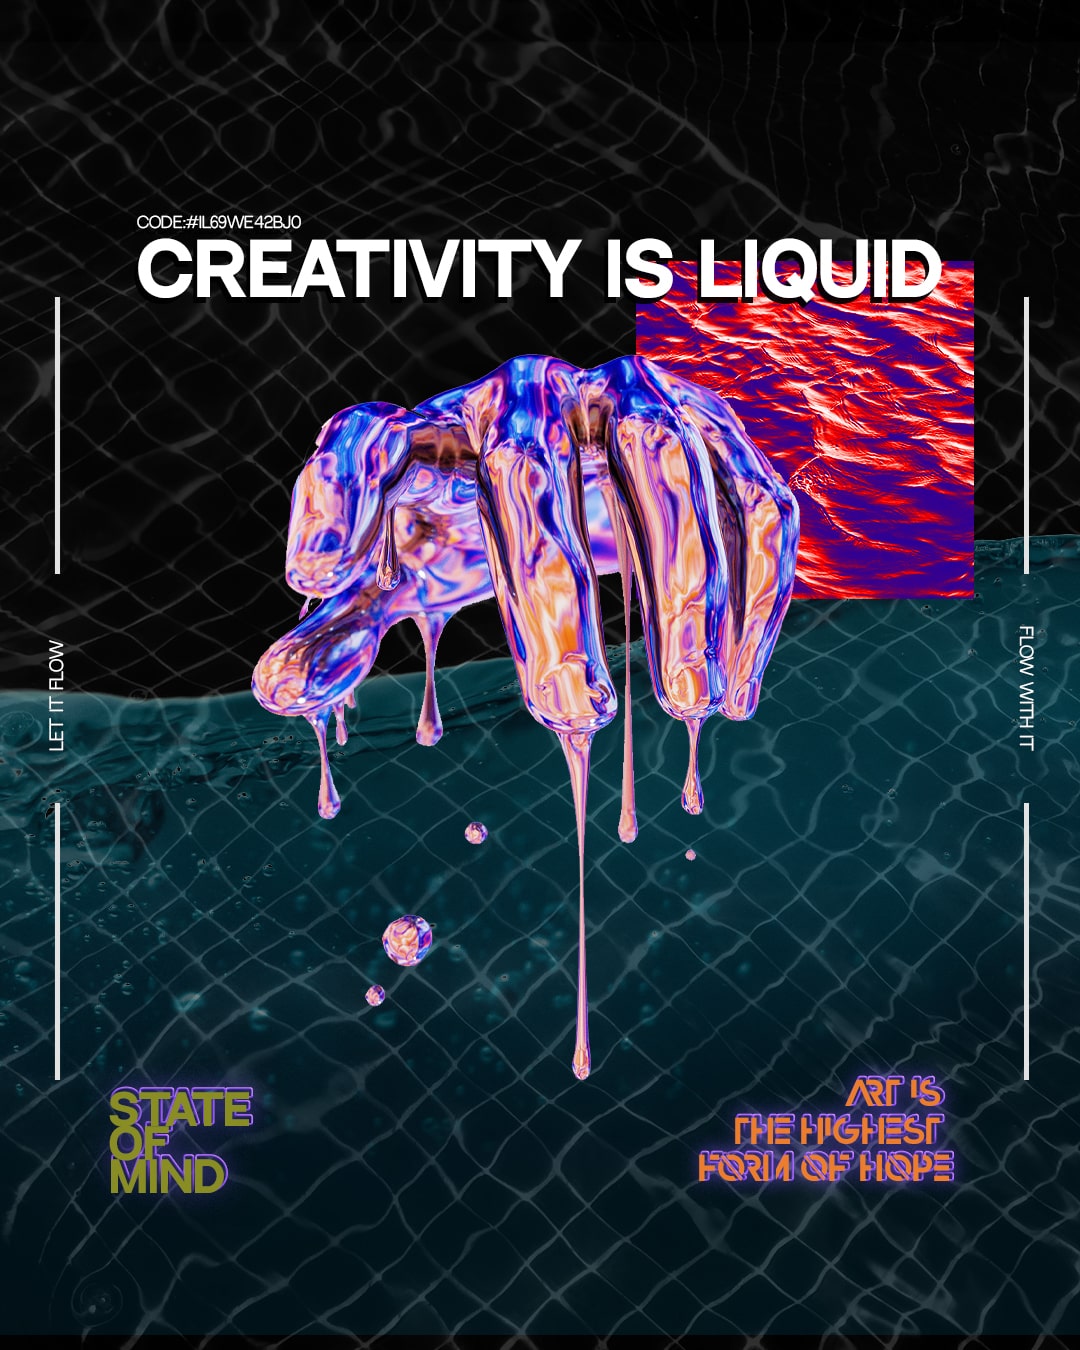 CODE:#IL69WE42BJ0
CREATIVITY IS LIQUID
LET IT FLOW
FLOW WITH IT
STATE
OF
MIND
ART IS
THE HIGHEST
FORM OF HOPE